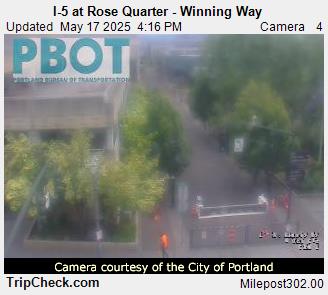 I-5 at Rose Quarter - Winning Way
Updated May 17 2025 4:16 PM Camera 4
PBOT
PORTLAND BUREAU OF TRANSPORTATION
Camera courtesy of the City of Portland
TripCheck.com Milepost302.00